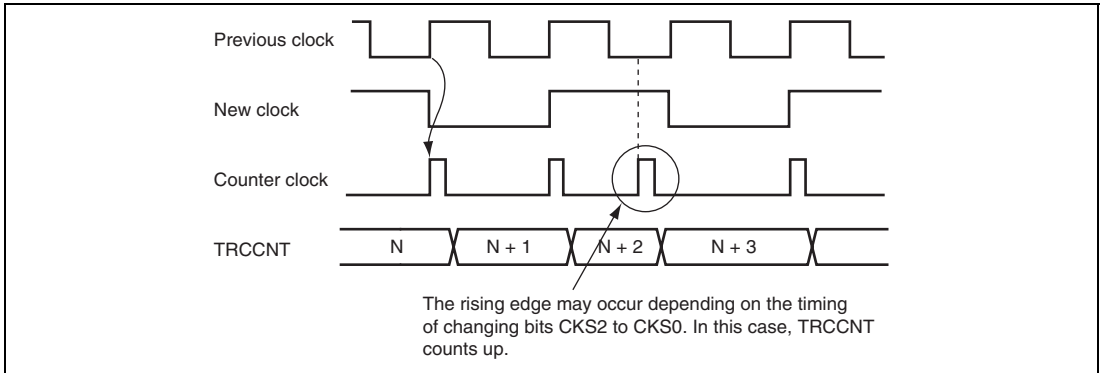 Previous clock
New clock
Counter clock
TRCCNT N N + 1 N + 2 N + 3
The rising edge may occur depending on the timing
of changing bits CKS2 to CKS0. In this case, TRCCNT
counts up.